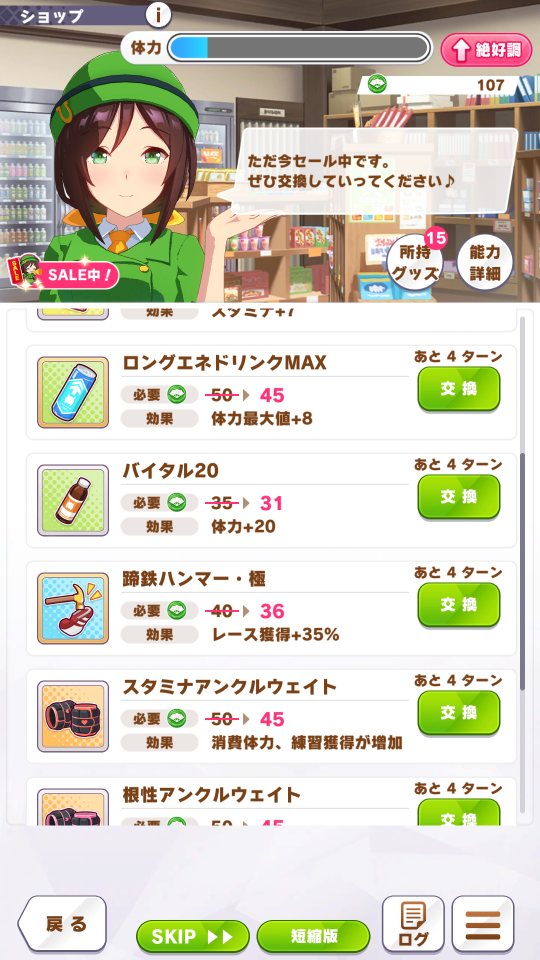 ショップ
i
体力
絶好調
107
ただ今セール中です。
ぜひ交換していってください♪
15
所持
グッズ
能力
詳細
SALE
SALE中！
効果 スタミナ+7
ロングエネドリンクMAX
あと 4 ターン
必要 50 45
交換
効果 体力最大値+8
バイタル20
あと 4 ターン
必要 35 31
交換
効果 体力+20
蹄鉄ハンマー・極
あと 4 ターン
必要 40 36
交換
効果 レース獲得+35%
スタミナアンクルウェイト
あと 4 ターン
必要 50 45
交換
効果 消費体力、練習獲得が増加
根性アンクルウェイト
あと 4 ターン
必要 50 45
交換
戻る
SKIP
短縮版
ログ